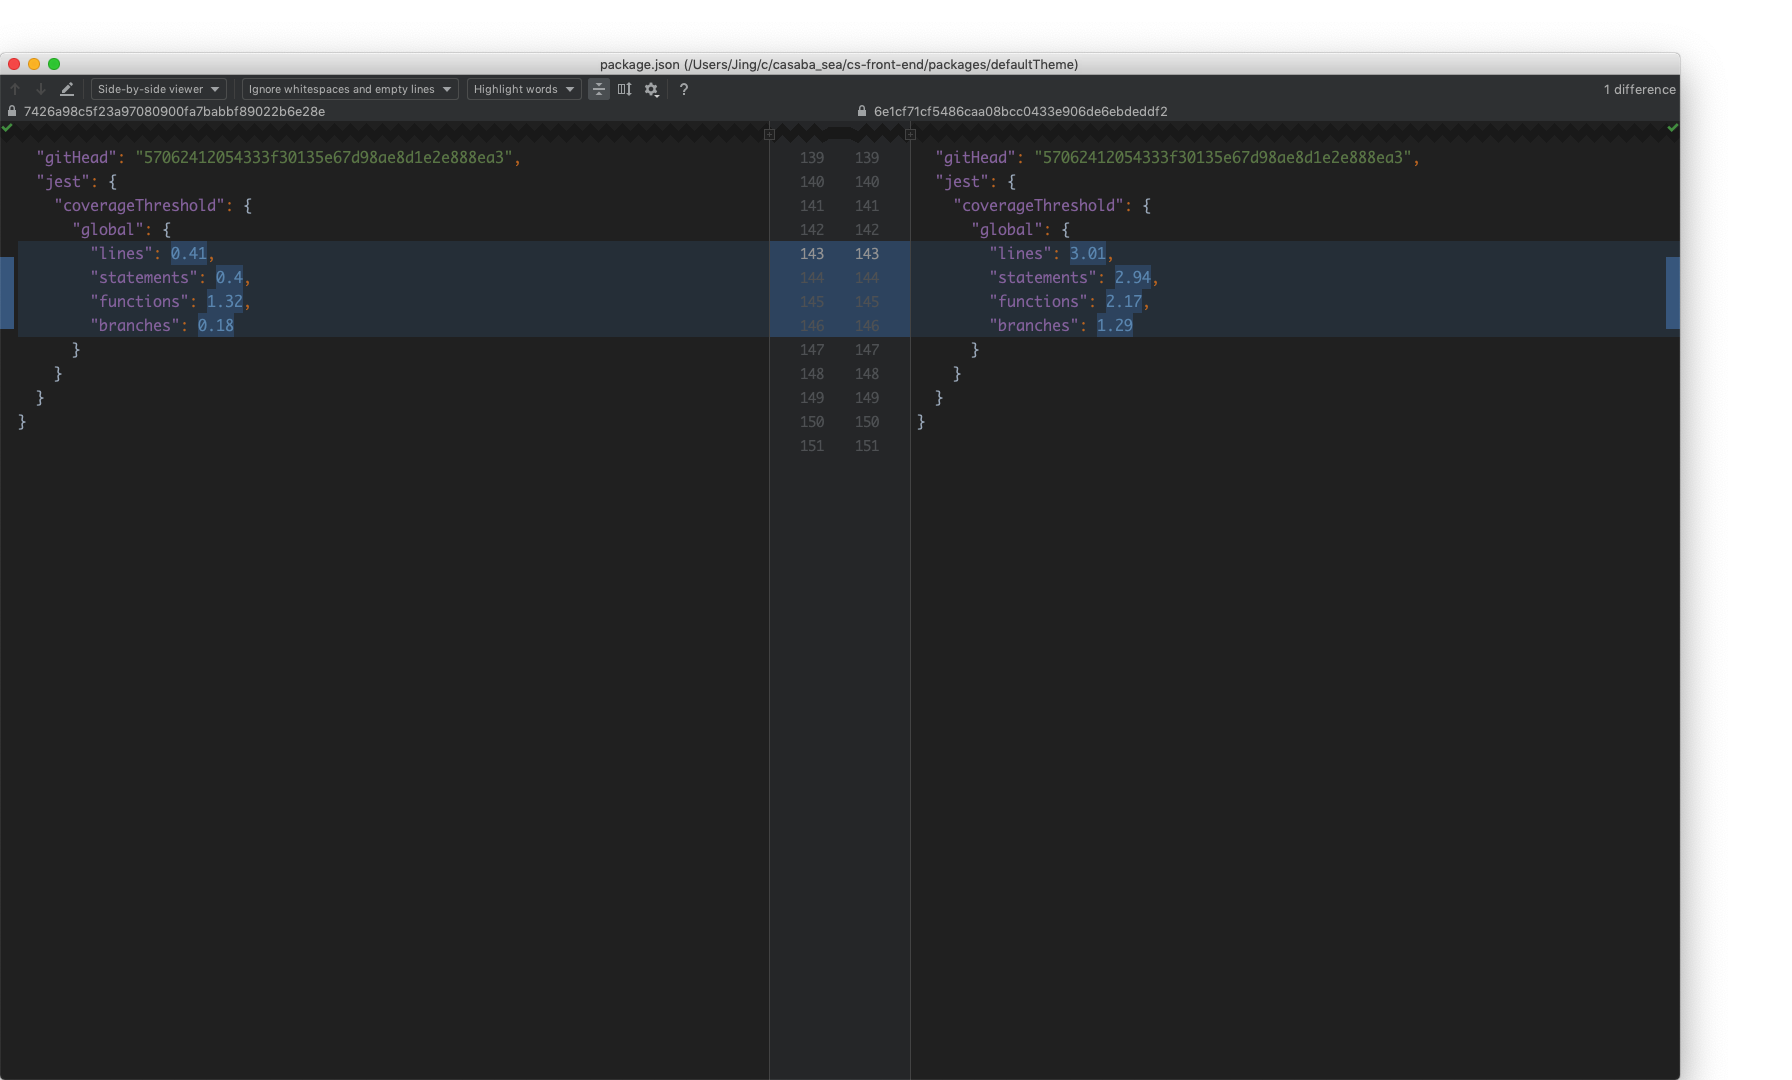 package.json (/Users/Jing/c/casaba_sea/cs-front-end/packages/defaultTheme)
Side-by-side viewer Ignore whitespaces and empty lines Highlight words ? 1 difference
7426a98c5f23a97080900fa7babbf89022b6e28e 6e1cf71cf5486caa08bcc0433e906de6ebdeddf2
"gitHead": "57062412054333f30135e67d98ae8d1e2e888ea3", 139 139 "gitHead": "57062412054333f30135e67d98ae8d1e2e888ea3",
"jest": { 140 140 "jest": {
"coverageThreshold": { 141 141 "coverageThreshold": {
"global": { 142 142 "global": {
"lines": 0.41, 143 143 "lines": 3.01,
"statements": 0.4, 144 144 "statements": 2.94,
"functions": 1.32, 145 145 "functions": 2.17,
"branches": 0.18 146 146 "branches": 1.29
} 147 147 }
} 148 148 }
} 149 149 }
} 150 150 }
151 151